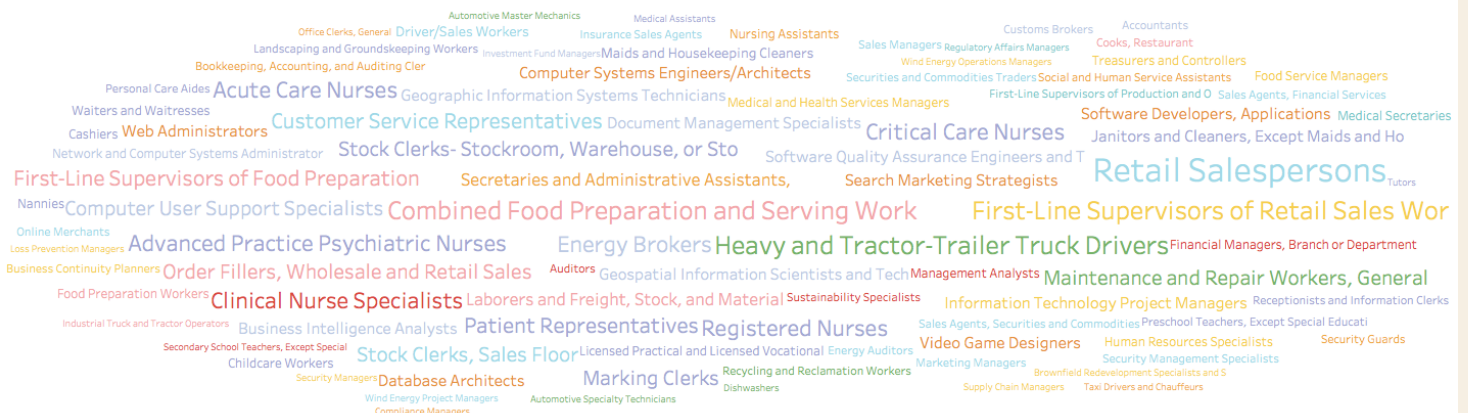 Automotive Master Mechanics
Medical Assistants
Office Clerks, General
Driver/Sales Workers
Insurance Sales Agents
Nursing Assistants
Customs Brokers
Accountants
Landscaping and Groundskeeping Workers
Investment Fund Managers
Maids and Housekeeping Cleaners
Sales Managers
Regulatory Affairs Managers
Cooks, Restaurant
Bookkeeping, Accounting, and Auditing Cler
Computer Systems Engineers/Architects
Wind Energy Operations Managers
Treasurers and Controllers
Securities and Commodities Traders
Social and Human Service Assistants
Food Service Managers
Personal Care Aides
Acute Care Nurses
Geographic Information Systems Technicians
Medical and Health Services Managers
First-Line Supervisors of Production and O
Sales Agents, Financial Services
Waiters and Waitresses
Customer Service Representatives
Document Management Specialists
Software Developers, Applications
Medical Secretaries
Cashiers
Web Administrators
Critical Care Nurses
Janitors and Cleaners, Except Maids and Ho
Network and Computer Systems Administrator
Stock Clerks- Stockroom, Warehouse, or Sto
Software Quality Assurance Engineers and T
Retail Salespersons
First-Line Supervisors of Food Preparation
Secretaries and Administrative Assistants,
Search Marketing Strategists
Tutors
Nannies
Computer User Support Specialists
Combined Food Preparation and Serving Work
First-Line Supervisors of Retail Sales Wor
Online Merchants
Loss Prevention Managers
Advanced Practice Psychiatric Nurses
Energy Brokers
Heavy and Tractor-Trailer Truck Drivers
Financial Managers, Branch or Department
Business Continuity Planners
Order Fillers, Wholesale and Retail Sales
Auditors
Geospatial Information Scientists and Tech
Management Analysts
Maintenance and Repair Workers, General
Food Preparation Workers
Clinical Nurse Specialists
Laborers and Freight, Stock, and Material
Sustainability Specialists
Information Technology Project Managers
Receptionists and Information Clerks
Industrial Truck and Tractor Operators
Business Intelligence Analysts
Patient Representatives
Registered Nurses
Sales Agents, Securities and Commodities
Preschool Teachers, Except Special Educati
Secondary School Teachers, Except Special
Stock Clerks, Sales Floor
Licensed Practical and Licensed Vocational
Energy Auditors
Video Game Designers
Human Resources Specialists
Security Guards
Childcare Workers
Marketing Managers
Security Management Specialists
Security Managers
Database Architects
Marking Clerks
Recycling and Reclamation Workers
Brownfield Redevelopment Specialists and S
Dishwashers
Supply Chain Managers
Taxi Drivers and Chauffeurs
Wind Energy Project Managers
Automotive Specialty Technicians
Compliance Managers